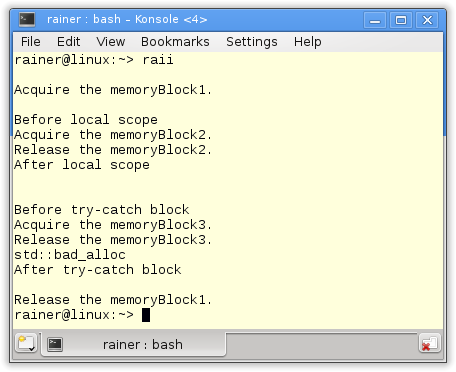 rainer : bash – Konsole <4>
File Edit View Bookmarks Settings Help
rainer@linux:~> raii
Acquire the memoryBlock1.
Before local scope
Acquire the memoryBlock2.
Release the memoryBlock2.
After local scope
Before try-catch block
Acquire the memoryBlock3.
Release the memoryBlock3.
std::bad_alloc
After try-catch block
Release the memoryBlock1.
rainer@linux:~>
rainer : bash